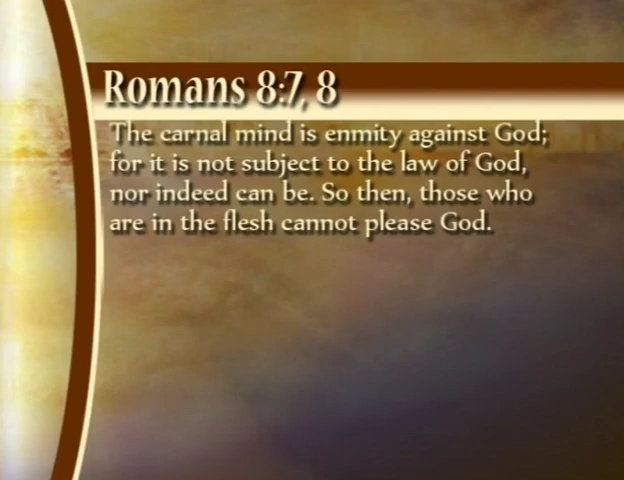 Romans 8:7, 8
The carnal mind is enmity against God;
for it is not subject to the law of God,
nor indeed can be. So then, those who
are in the flesh cannot please God.